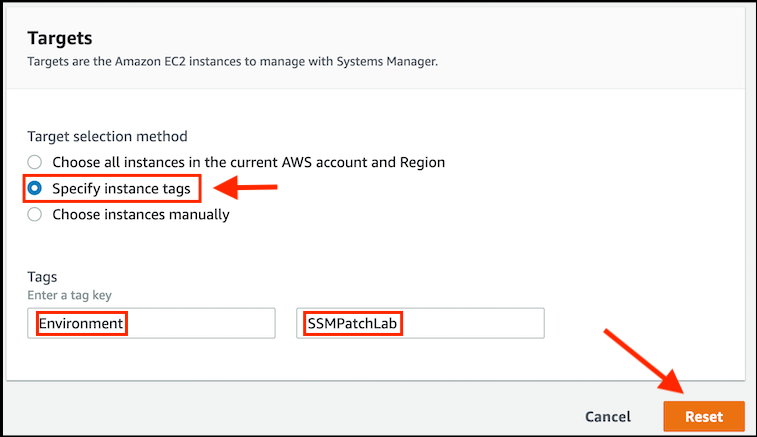 Targets
Targets are the Amazon EC2 instances to manage with Systems Manager.
Target selection method
Choose all instances in the current AWS account and Region
Specify instance tags
Choose instances manually
Tags
Enter a tag key
Environment SSMPatchLab
Cancel Reset